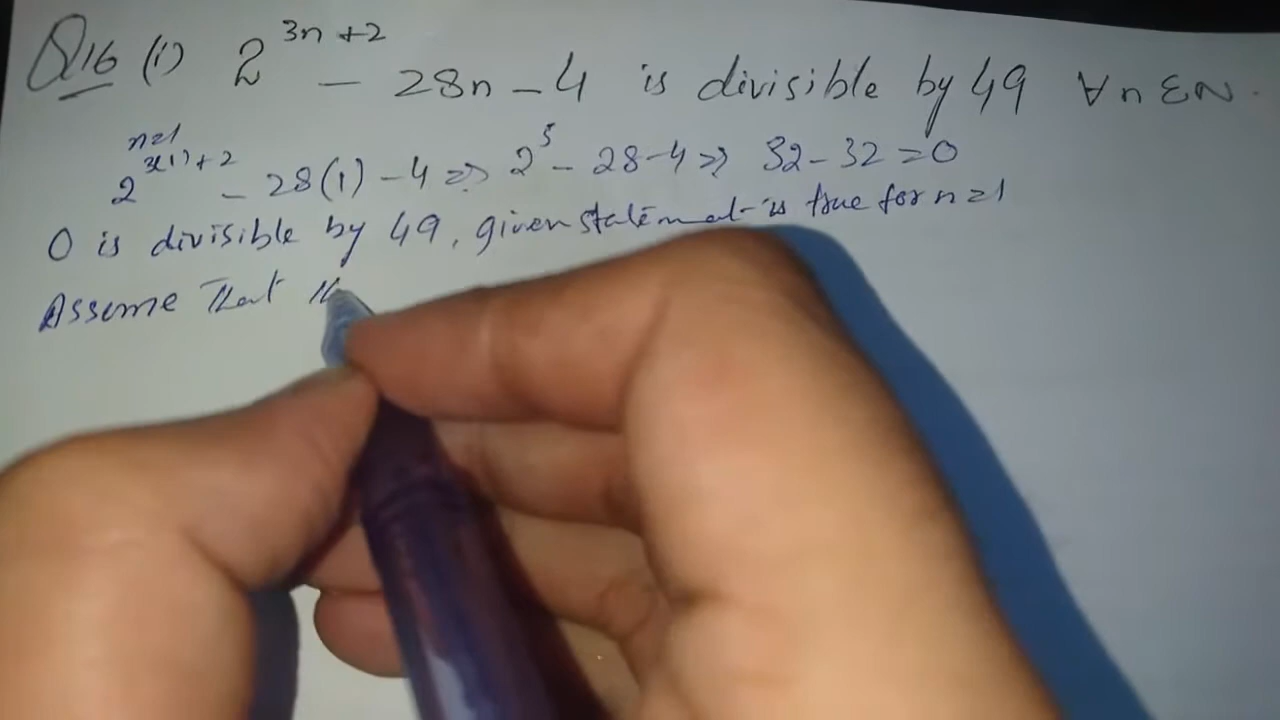 Q16 (i) 2^{3n+2} - 28n - 4 is divisible by 49 ∀ n ∈ N.
n=1
2^{3(1)+2} - 28(1) - 4 => 2^5 - 28 - 4 => 32 - 32 = 0
0 is divisible by 49, given statement is true for n=1
Assume That